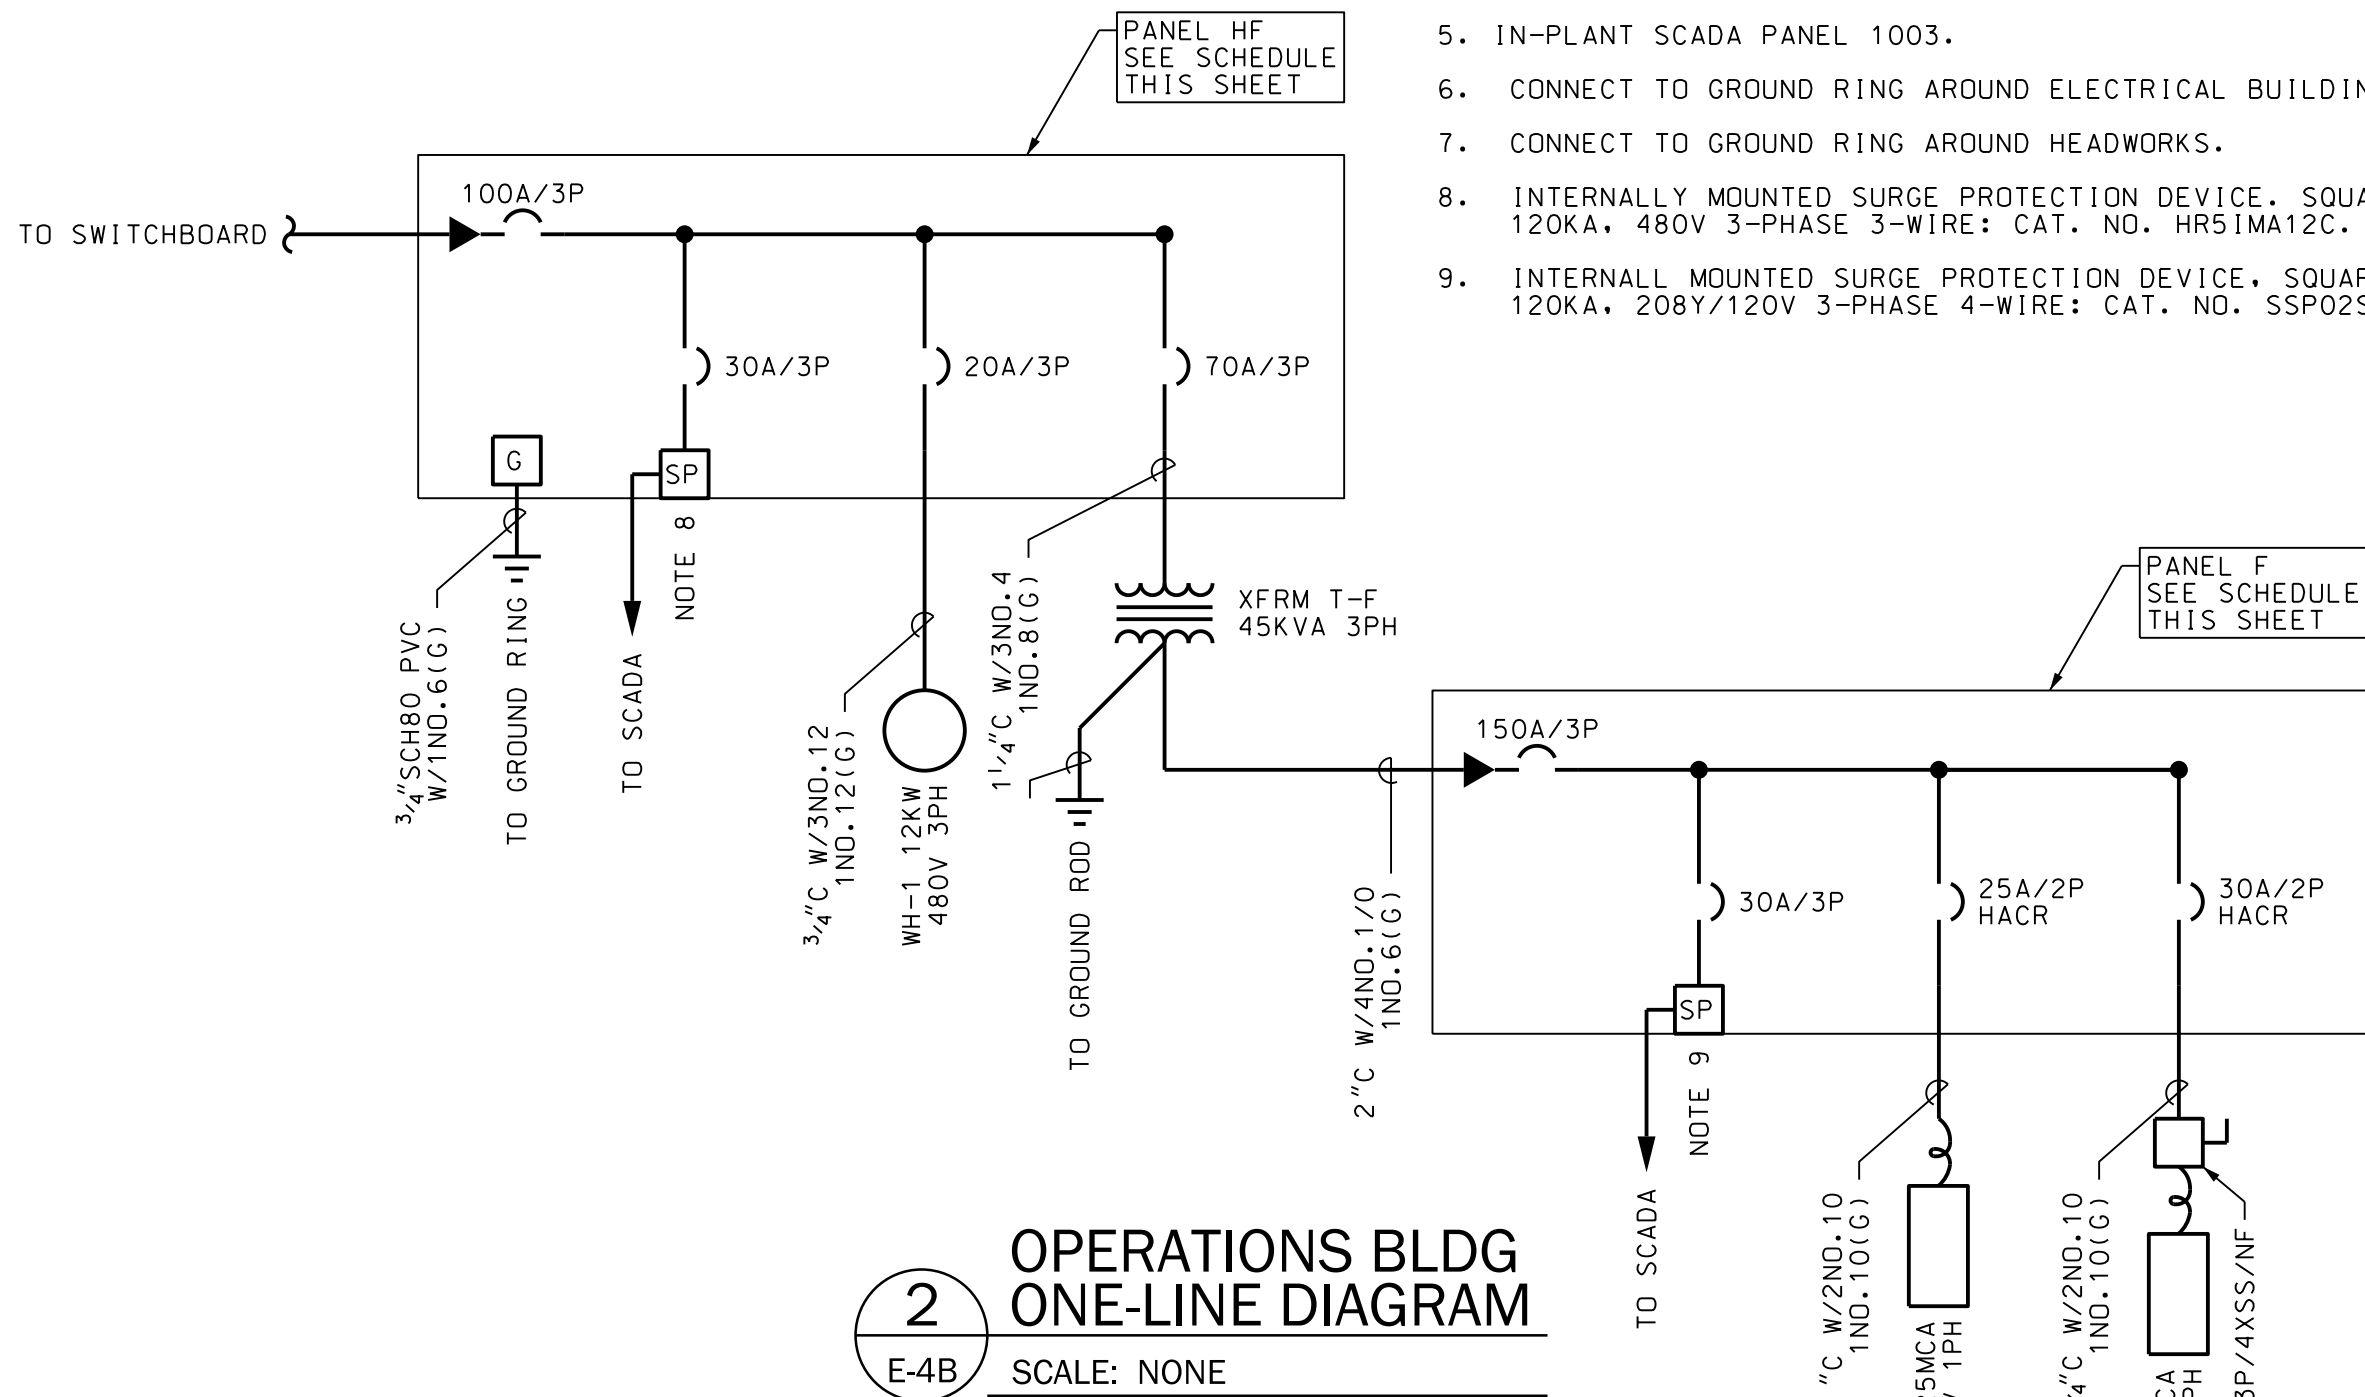 PANEL HF
SEE SCHEDULE
THIS SHEET
5. IN-PLANT SCADA PANEL 1003.
6. CONNECT TO GROUND RING AROUND ELECTRICAL
7. CONNECT TO GROUND RING AROUND HEADWORKS.
8. INTERNALLY MOUNTED SURGE PROTECTION DEVICE.
120KA, 480V 3-PHASE 3-WIRE: CAT. NO. HR5IMA12C.
9. INTERNALL MOUNTED SURGE PROTECTION DEVICE,
120KA, 208Y/120V 3-PHASE 4-WIRE: CAT. NO.
TO SWITCHBOARD
100A/3P
30A/3P
20A/3P
70A/3P
G
SP
NOTE 8
3/4"SCH80 PVC
W/1NO.6(G)
TO GROUND RING
TO SCADA
3/4"C W/3NO.12
1NO.12(G)
WH-1 12KW
480V 3PH
1 1/4"C W/3NO.4
1NO.8(G)
XFRM T-F
45KVA 3PH
TO GROUND ROD
2"C W/4NO.1/0
1NO.6(G)
PANEL F
SEE SCHEDULE
THIS SHEET
150A/3P
30A/3P
25A/2P
HACR
30A/2P
HACR
SP
NOTE 9
TO SCADA
"C W/2NO.10
1NO.10(G)
1PH
"C W/2NO.10
1NO.10(G)
3P/4XSS/NF
2
E-4B
OPERATIONS BLDG
ONE-LINE DIAGRAM
SCALE: NONE